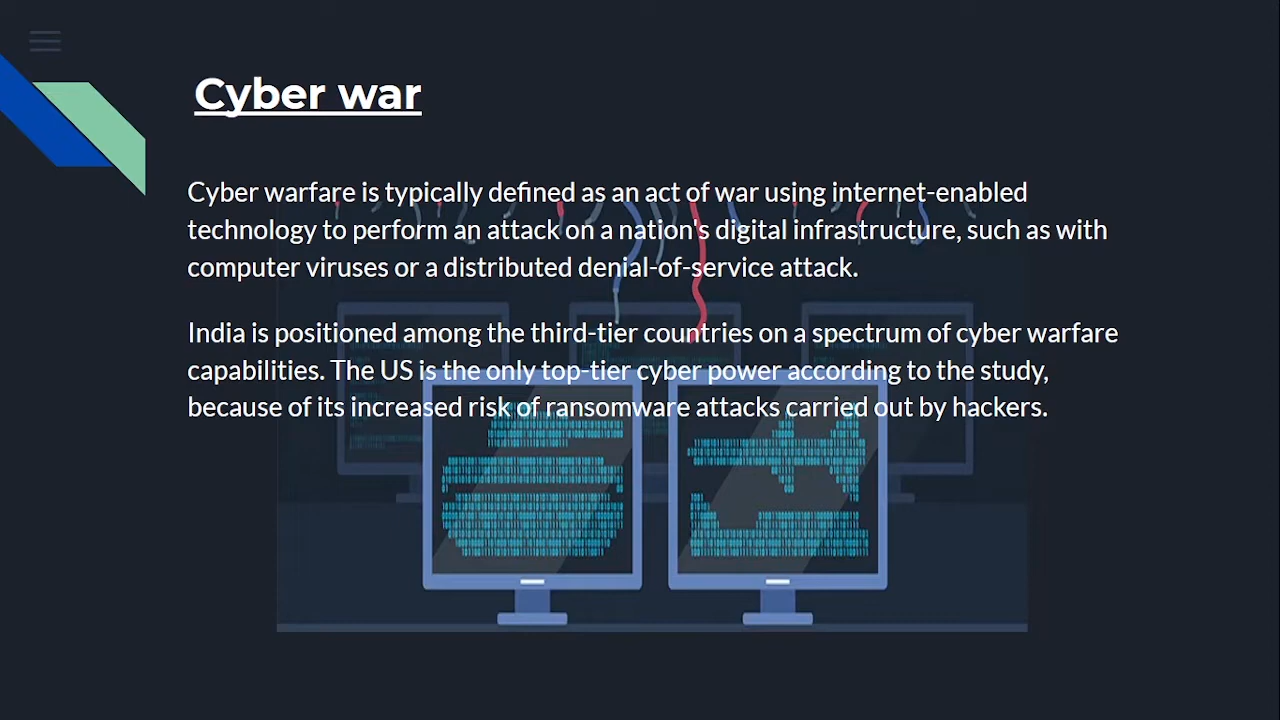 Cyber war
Cyber warfare is typically defined as an act of war using internet-enabled
technology to perform an attack on a nation's digital infrastructure, such as with
computer viruses or a distributed denial-of-service attack.
India is positioned among the third-tier countries on a spectrum of cyber warfare
capabilities. The US is the only top-tier cyber power according to the study,
because of its increased risk of ransomware attacks carried out by hackers.